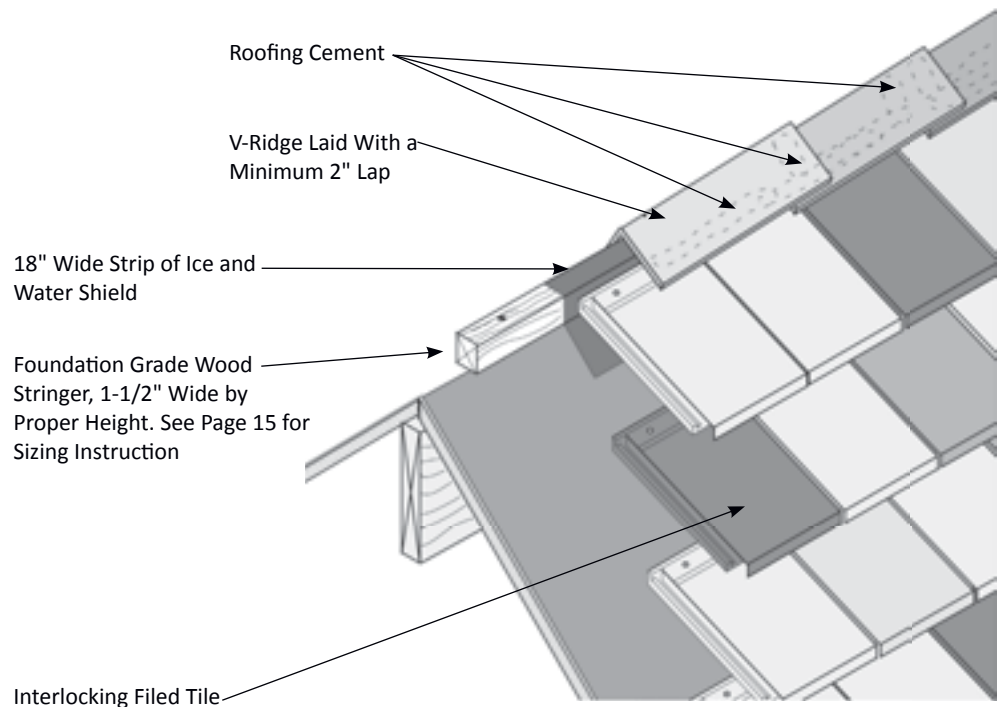 Roofing Cement
V-Ridge Laid With a
Minimum 2" Lap
18" Wide Strip of Ice and
Water Shield
Foundation Grade Wood
Stringer, 1-1/2" Wide by
Proper Height. See Page 15 for
Sizing Instruction
Interlocking Filed Tile